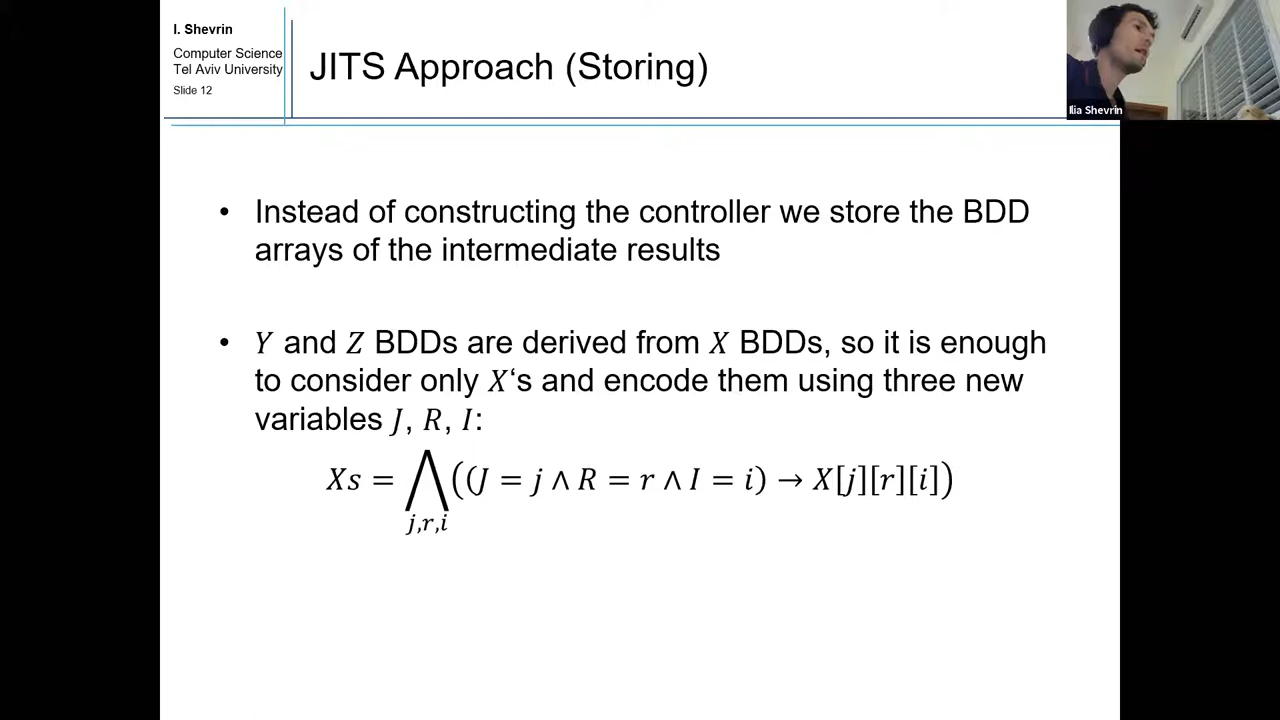 I. Shevrin
Computer Science
Tel Aviv University
Slide 12
JITS Approach (Storing)
Ilia Shevrin
• Instead of constructing the controller we store the BDD
arrays of the intermediate results
• Y and Z BDDs are derived from X BDDs, so it is enough
to consider only X‘s and encode them using three new
variables J, R, I:
Xs = ⋀((J = j ∧ R = r ∧ I = i) → X[j][r][i])
j,r,i